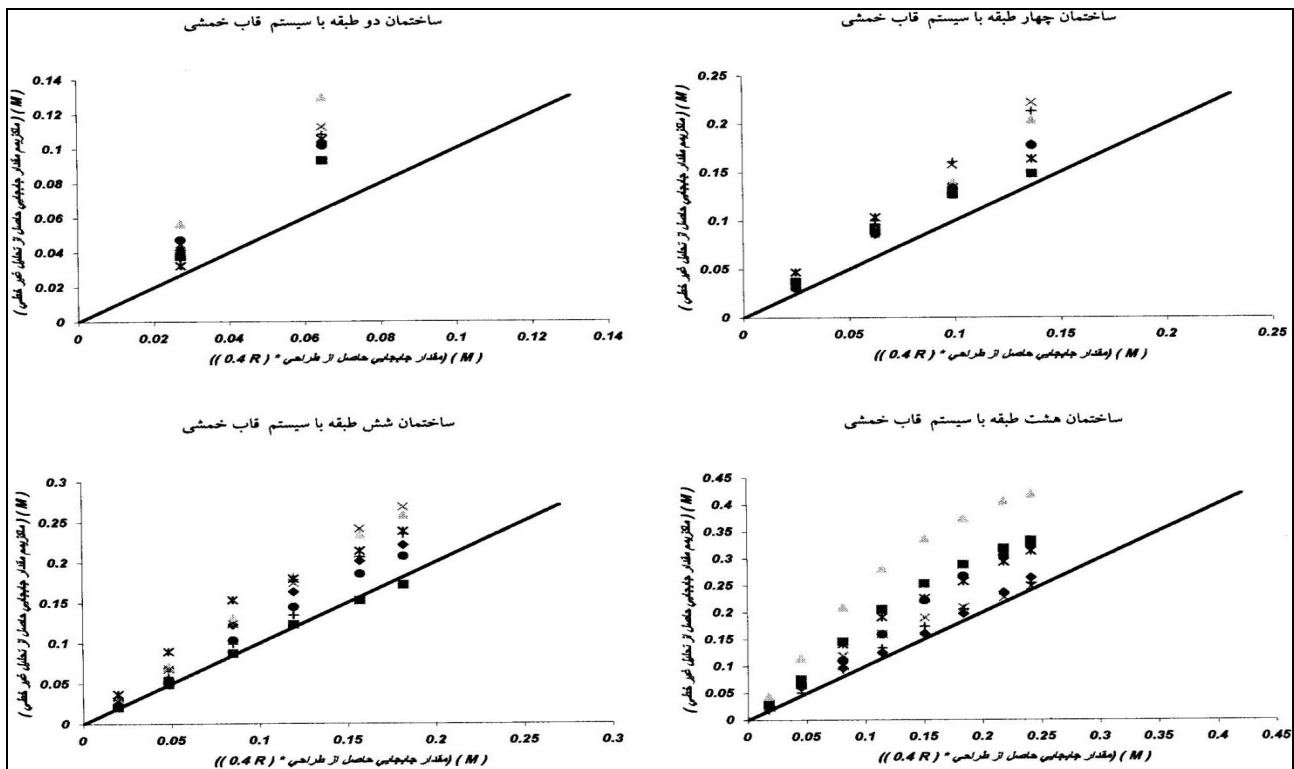 ساختمان دو طبقه با سیستم قاب خمشی
( ماکزیمم مقدار جابجایی حاصل از تحلیل غیر خطی ) ( M )
0.14
0.12
0.1
0.08
0.06
0.04
0.02
0
0 0.02 0.04 0.06 0.08 0.1 0.12 0.14
(( 0.4 R ) * مقدار جابجایی حاصل از طراحی) ( M )
ساختمان چهار طبقه با سیستم قاب خمشی
( ماکزیمم مقدار جابجایی حاصل از تحلیل غیر خطی ) ( M )
0.25
0.2
0.15
0.1
0.05
0
0 0.05 0.1 0.15 0.2 0.25
(( 0.4 R ) * مقدار جابجایی حاصل از طراحی) ( M )
ساختمان شش طبقه با سیستم قاب خمشی
( ماکزیمم مقدار جابجایی حاصل از تحلیل غیر خطی ) ( M )
0.3
0.25
0.2
0.15
0.1
0.05
0
0 0.05 0.1 0.15 0.2 0.25 0.3
(( 0.4 R ) * مقدار جابجایی حاصل از طراحی) ( M )
ساختمان هشت طبقه با سیستم قاب خمشی
( ماکزیمم مقدار جابجایی حاصل از تحلیل غیر خطی ) ( M )
0.45
0.4
0.35
0.3
0.25
0.2
0.15
0.1
0.05
0
0 0.05 0.1 0.15 0.2 0.25 0.3 0.35 0.4 0.45
(( 0.4 R ) * مقدار جابجایی حاصل از طراحی) ( M )